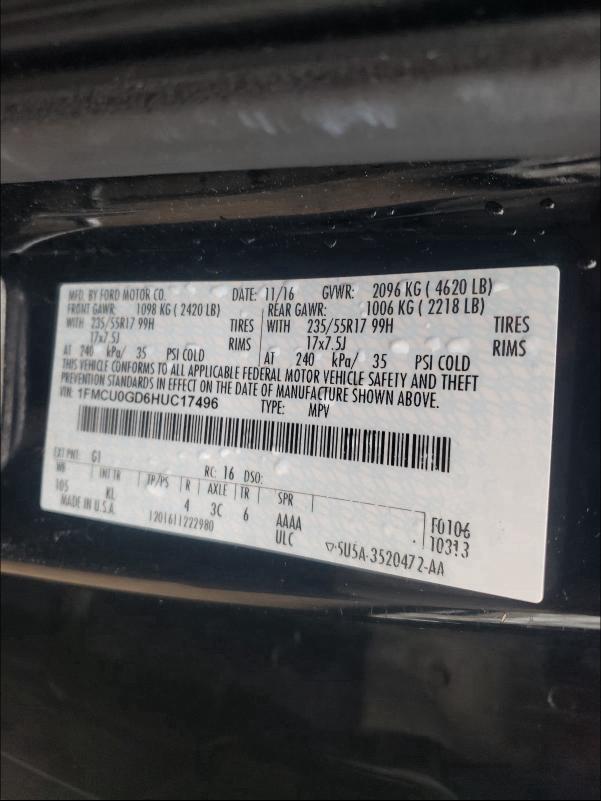 MFD. BY FORD MOTOR CO. DATE: 11/16 GVWR: 2096 KG ( 4620 LB)
FRONT GAWR: 1098 KG ( 2420 LB) REAR GAWR: 1006 KG ( 2218 LB)
WITH 235/55R17 99H TIRES WITH 235/55R17 99H TIRES
17x7.5J RIMS 17x7.5J RIMS
AT 240 kPa/ 35 PSI COLD AT 240 kPa/ 35 PSI COLD
THIS VEHICLE CONFORMS TO ALL APPLICABLE FEDERAL MOTOR VEHICLE SAFETY AND THEFT
PREVENTION STANDARDS IN EFFECT ON THE DATE OF MANUFACTURE SHOWN ABOVE.
VIN: 1FMCU0GD6HUC17496 TYPE: MPV
EXT PNT: G1 RC: 16 DSO:
WB INT TR TP/PS R AXLE TR SPR
105 KL 4 3C 6 AAAA F0106
MADE IN U.S.A. 1201611222980 ULC 10313
5U5A-3520472-AA